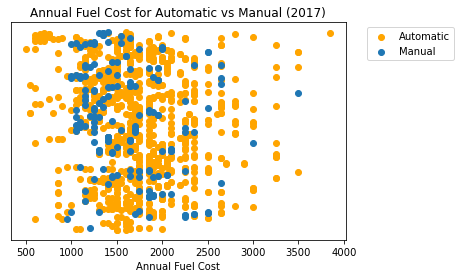 Annual Fuel Cost for Automatic vs Manual (2017)
Automatic
Manual
500 1000 1500 2000 2500 3000 3500 4000
Annual Fuel Cost